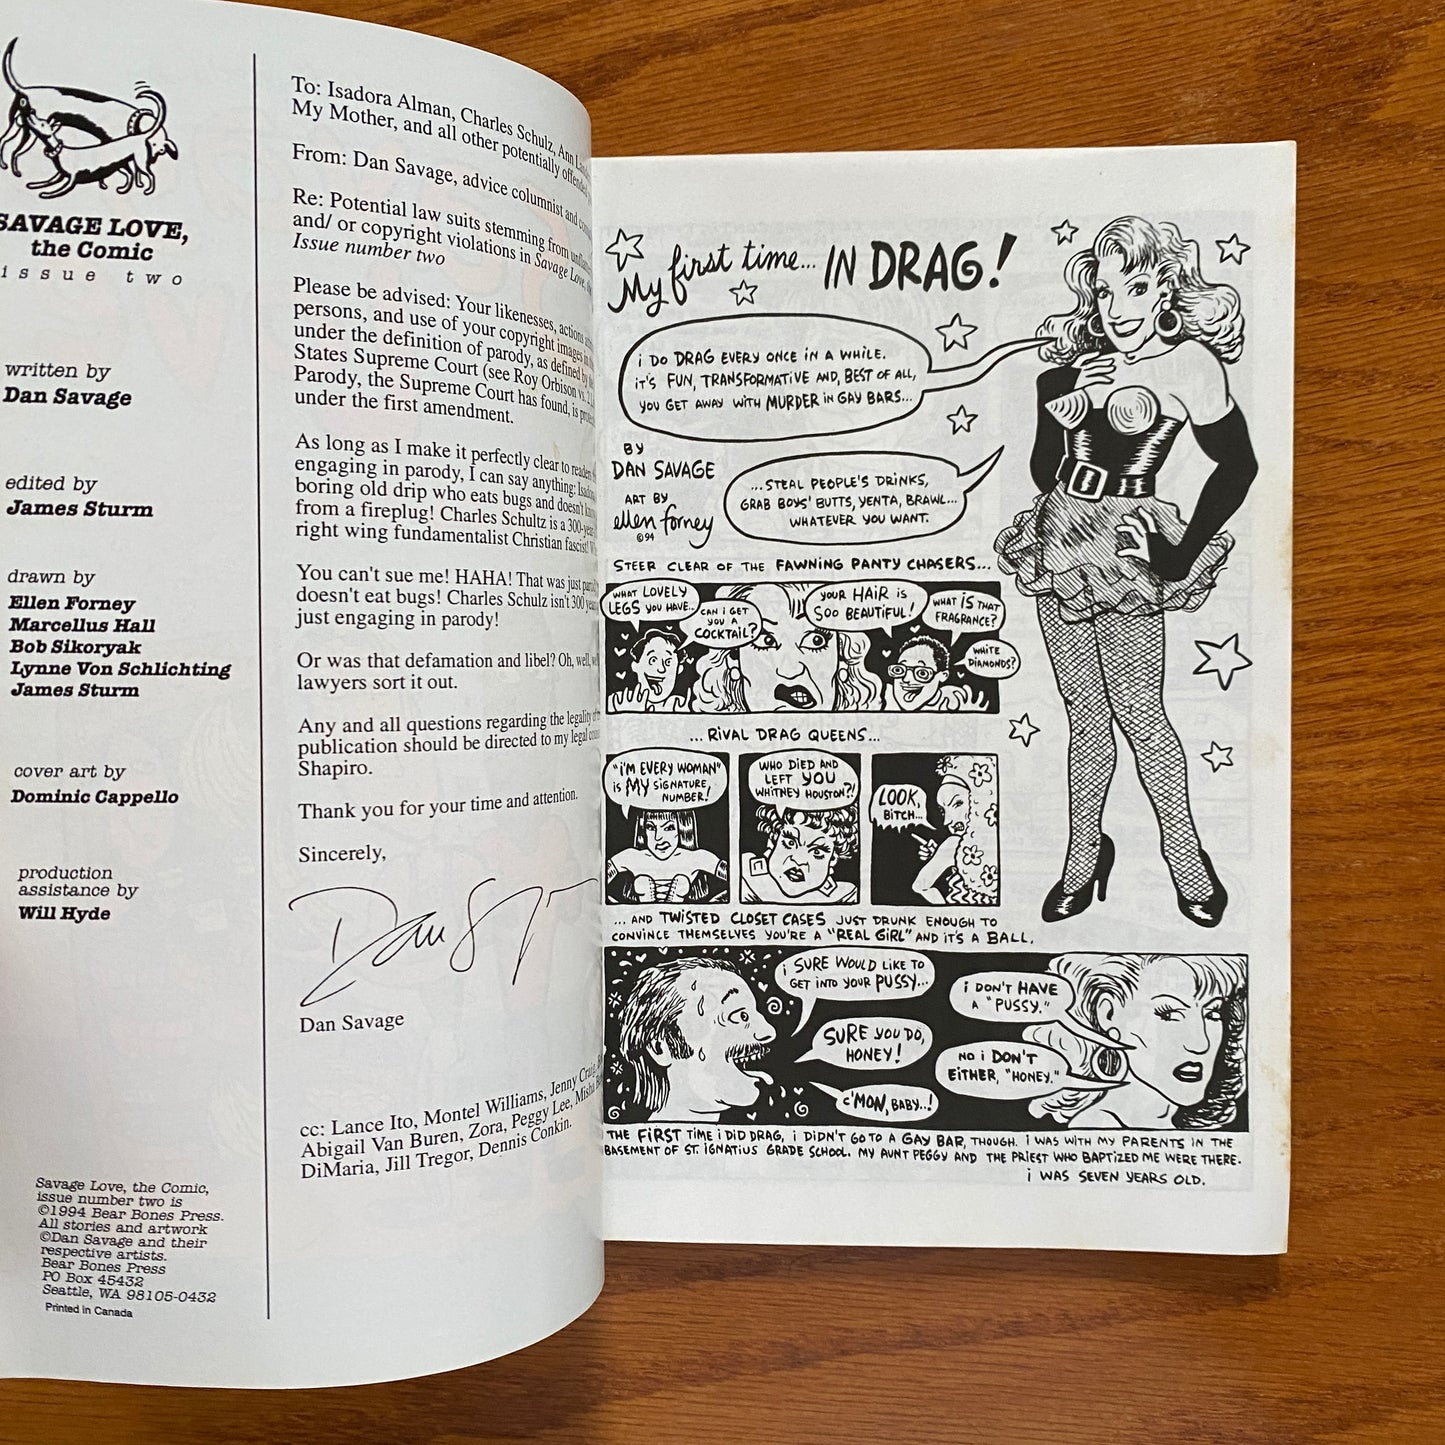 SAVAGE LOVE,
the Comic
issue two
written by
Dan Savage
edited by
James Sturm
drawn by
Ellen Forney
Marcellus Hall
Bob Sikoryak
Lynne Von Schlichting
James Sturm
cover art by
Dominic Cappello
production
assistance by
Will Hyde
Savage Love, the Comic,
issue number two is
©1994 Bear Bones Press.
All stories and artwork
©Dan Savage and their
respective artists.
Bear Bones Press
PO Box 45432
Seattle, WA 98105-0432
Printed in Canada
To: Isadora Alman, Charles Schulz, Ann
My Mother, and all other potentially
From: Dan Savage, advice columnist and
Re: Potential law suits stemming from
and/ or copyright violations in Savage Love,
Issue number two
Please be advised: Your likenesses, actions
persons, and use of your copyright images in
under the definition of parody, as defined by
States Supreme Court (see Roy Orbison vs.
Parody, the Supreme Court has found, is
under the first amendment.
As long as I make it perfectly clear to readers
engaging in parody, I can say anything:
boring old drip who eats bugs and doesn't
from a fireplug! Charles Schultz is a
right wing fundamentalist Christian fascist!
You can't sue me! HAHA! That was just
doesn't eat bugs! Charles Schulz isn't 300
just engaging in parody!
Or was that defamation and libel? Oh, well,
lawyers sort it out.
Any and all questions regarding the legality of
publication should be directed to my legal
Shapiro.
Thank you for your time and attention.
Sincerely,
Dan Savage
cc: Lance Ito, Montel Williams, Jenny
Abigail Van Buren, Zora, Peggy Lee,
DiMaria, Jill Tregor, Dennis Conkin.
My first time... IN DRAG!
i DO DRAG EVERY ONCE IN A WHILE.
iT'S FUN, TRANSFORMATIVE AND, BEST OF ALL,
YOU GET AWAY WITH MURDER IN GAY BARS...
BY
DAN SAVAGE
ART BY
ellen forney
©94
...STEAL PEOPLE'S DRINKS,
GRAB BOYS' BUTTS, YENTA, BRAWL...
WHATEVER YOU WANT.
STEER CLEAR OF THE FAWNING PANTY CHASERS...
WHAT LOVELY
LEGS YOU HAVE..
CAN i GET
YOU A
COCKTAIL?
YOUR HAIR iS
SOO BEAUTIFUL!
WHAT IS THAT
FRAGRANCE?
WHITE
DIAMONDS?
...RIVAL DRAG QUEENS...
"i'M EVERY WOMAN"
iS MY SIGNATURE
NUMBER!
WHO DIED AND
LEFT YOU
WHITNEY HOUSTON?!
LOOK,
BITCH...
...AND TWISTED CLOSET CASES JUST DRUNK ENOUGH TO
CONVINCE THEMSELVES YOU'RE A "REAL GIRL" AND IT'S A BALL.
i SURE WOULD LIKE TO
GET INTO YOUR PUSSY...
i DON'T HAVE
A "PUSSY."
SURE YOU DO,
HONEY!
NO i DON'T
EITHER, "HONEY."
C'MON, BABY..!
THE FIRST TIME i DID DRAG, i DIDN'T GO TO A GAY BAR, THOUGH. i WAS WITH MY PARENTS IN THE
BASEMENT OF ST. IGNATIUS GRADE SCHOOL. MY AUNT PEGGY AND THE PRIEST WHO BAPTIZED ME WERE THERE.
i WAS SEVEN YEARS OLD.